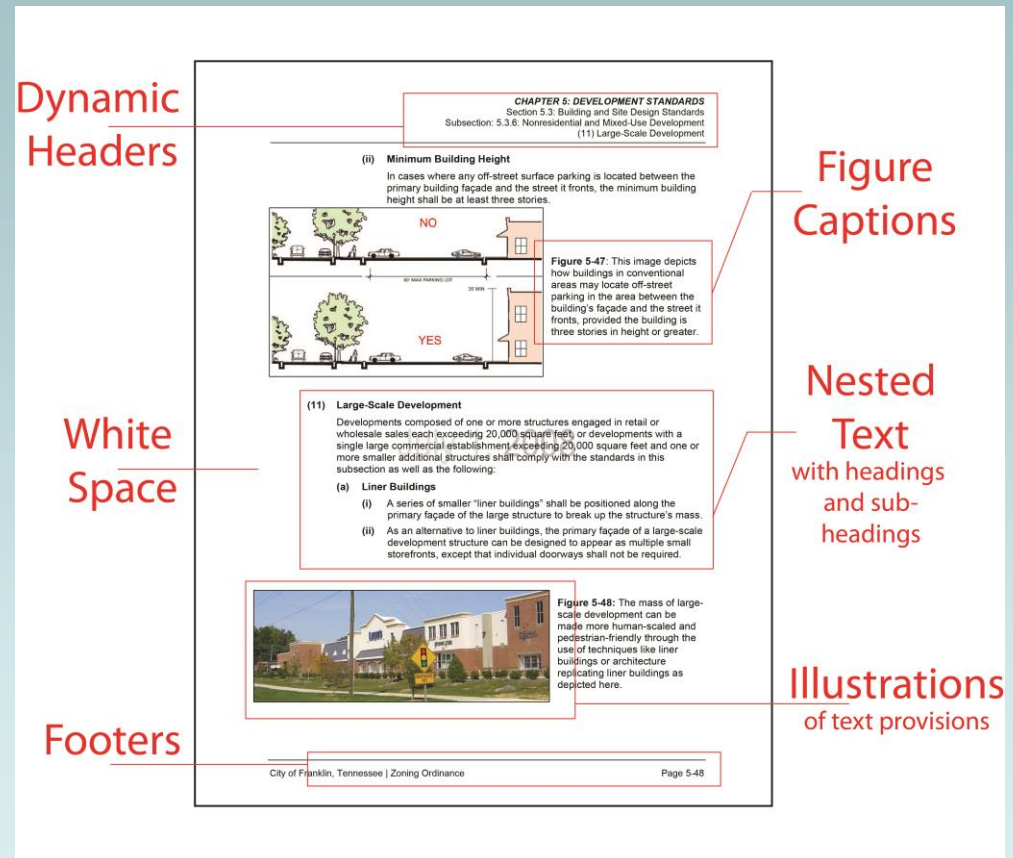 Dynamic
Headers
CHAPTER 5: DEVELOPMENT STANDARDS
Section 5.3: Building and Site Design Standards
Subsection: 5.3.6: Nonresidential and Mixed-Use Development
(11) Large-Scale Development
(ii) Minimum Building Height
In cases where any off-street surface parking is located between the
primary building façade and the street it fronts, the minimum building
height shall be at least three stories.
Figure
Captions
NO
60' MAX PARKING LOT
35' MIN
YES
Figure 5-47: This image depicts
how buildings in conventional
areas may locate off-street
parking in the area between the
building's façade and the street it
fronts, provided the building is
three stories in height or greater.
White
Space
(11) Large-Scale Development
Developments composed of one or more structures engaged in retail or
wholesale sales each exceeding 20,000 square feet, or developments with a
single large commercial establishment exceeding 20,000 square feet and one or
more smaller additional structures shall comply with the standards in this
subsection as well as the following:
2008
(a) Liner Buildings
(i) A series of smaller "liner buildings" shall be positioned along the
primary façade of the large structure to break up the structure's mass.
(ii) As an alternative to liner buildings, the primary façade of a large-scale
development structure can be designed to appear as multiple small
storefronts, except that individual doorways shall not be required.
Nested
Text
with headings
and sub-
headings
Figure 5-48: The mass of large-
scale development can be
made more human-scaled and
pedestrian-friendly through the
use of techniques like liner
buildings or architecture
replicating liner buildings as
depicted here.
Illustrations
of text provisions
Footers
City of Franklin, Tennessee | Zoning Ordinance
Page 5-48